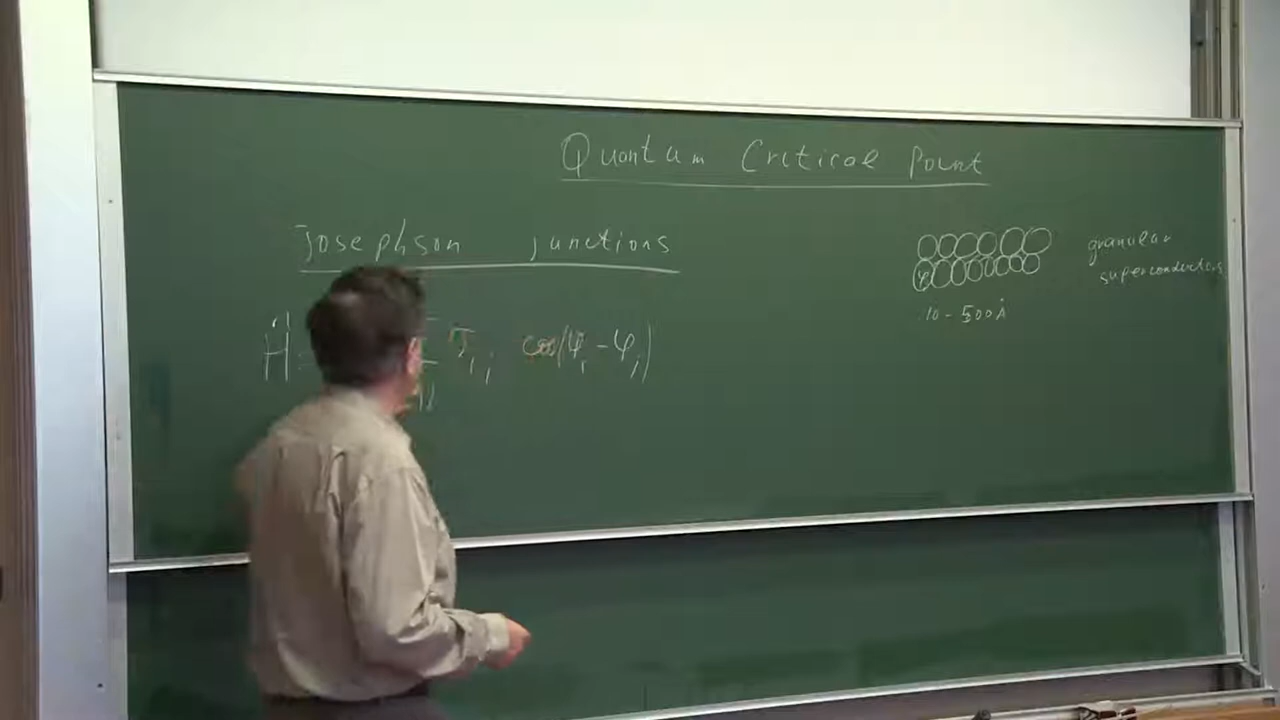 Quantum Critical Point
Josephson junctions
granular
superconductors
φ
10 - 500 Å
Ĥ = J i j cos(φi - φj)